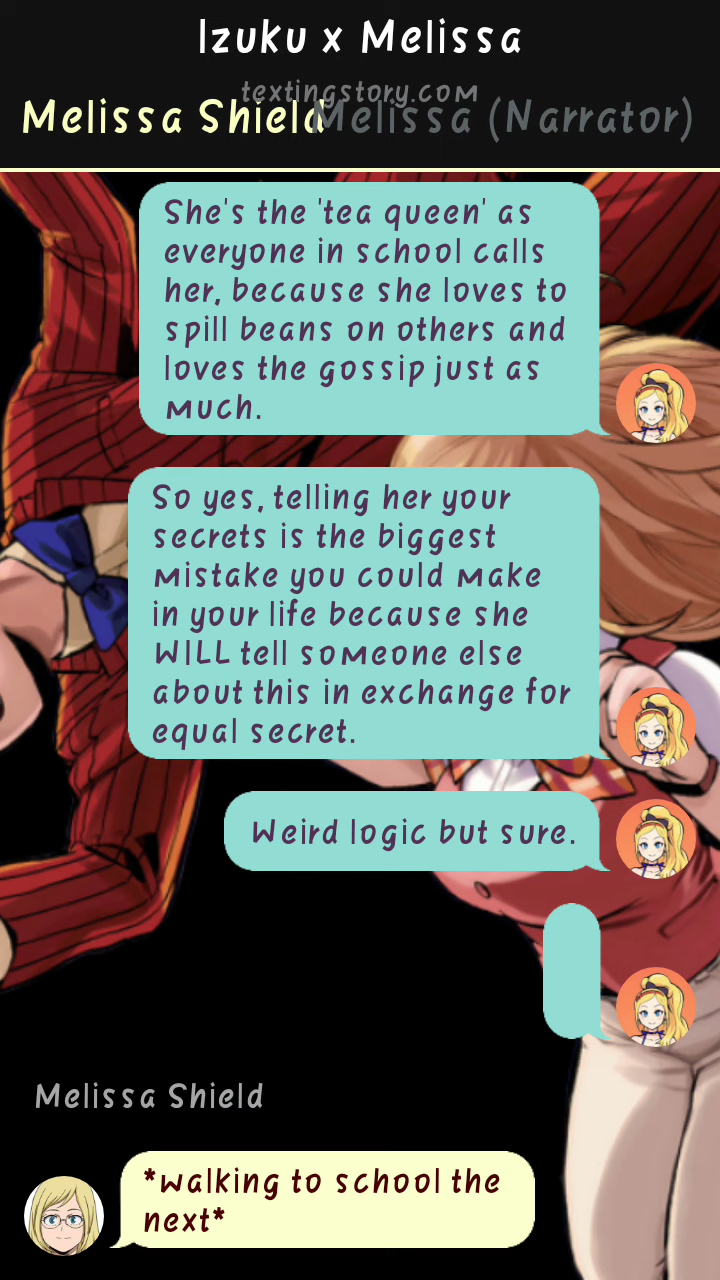 Izuku x Melissa
textingstory.com
Melissa Shield
Melissa (Narrator)
She's the 'tea queen' as
everyone in school calls
her, because she loves to
spill beans on others and
loves the gossip just as
much.
So yes, telling her your
secrets is the biggest
mistake you could make
in your life because she
WILL tell someone else
about this in exchange for
equal secret.
Weird logic but sure.
Melissa Shield
*walking to school the
next*